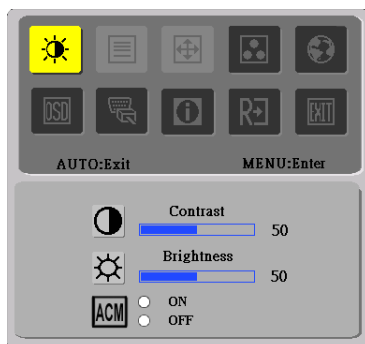 OSD
R
EXIT
AUTO:Exit MENU:Enter
Contrast
50
Brightness
50
ACM
ON
OFF